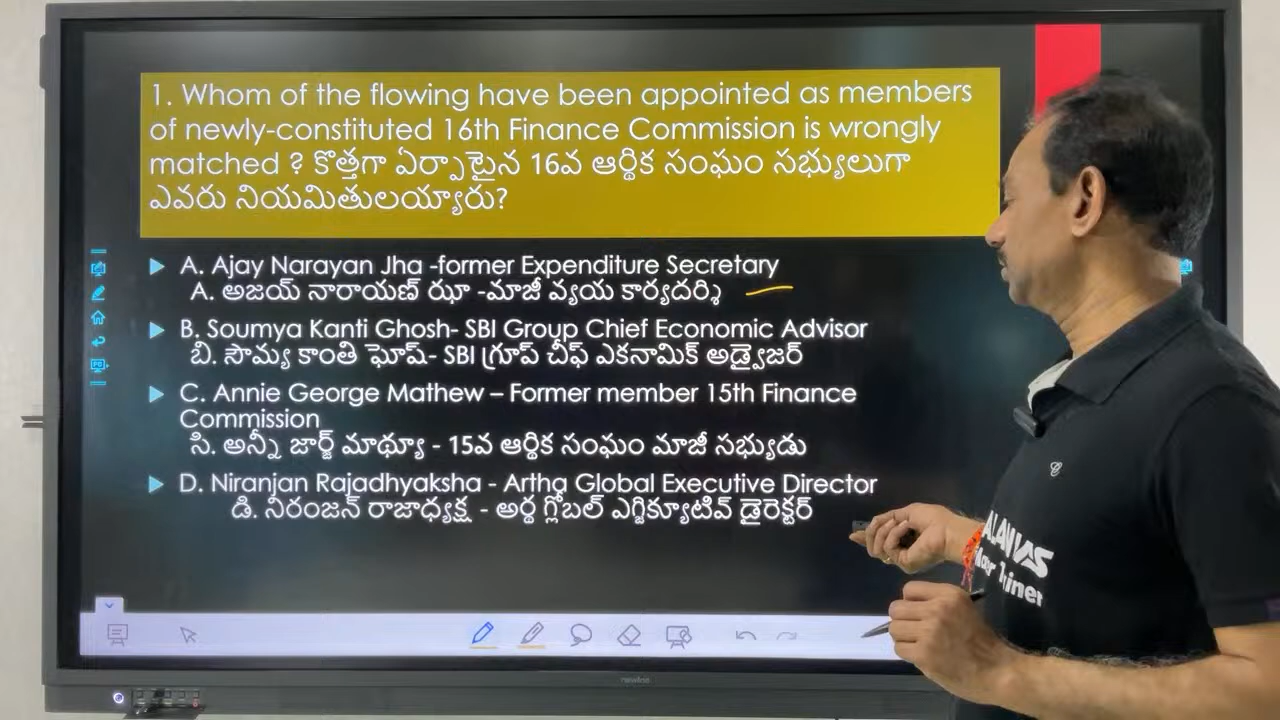 1. Whom of the flowing have been appointed as members
of newly-constituted 16th Finance Commission is wrongly
matched ? కొత్తగా ఏర్పాటైన 16వ ఆర్థిక సంఘం సభ్యులుగా
ఎవరు నియమితులయ్యారు?
A. Ajay Narayan Jha -former Expenditure Secretary
A. అజయ్ నారాయణ్ ఝా -మాజీ వ్యయ కార్యదర్శి
B. Soumya Kanti Ghosh- SBI Group Chief Economic Advisor
బి. సౌమ్య కాంతి ఘోష్- SBI గ్రూప్ చీఫ్ ఎకనామిక్ అడ్వైజర్
C. Annie George Mathew – Former member 15th Finance
Commission
సి. అన్నీ జార్జ్ మాథ్యూ - 15వ ఆర్థిక సంఘం మాజీ సభ్యుడు
D. Niranjan Rajadhyaksha - Artha Global Executive Director
డి. నిరంజన్ రాజాధ్యక్ష - అర్థ గ్లోబల్ ఎగ్జిక్యూటివ్ డైరెక్టర్